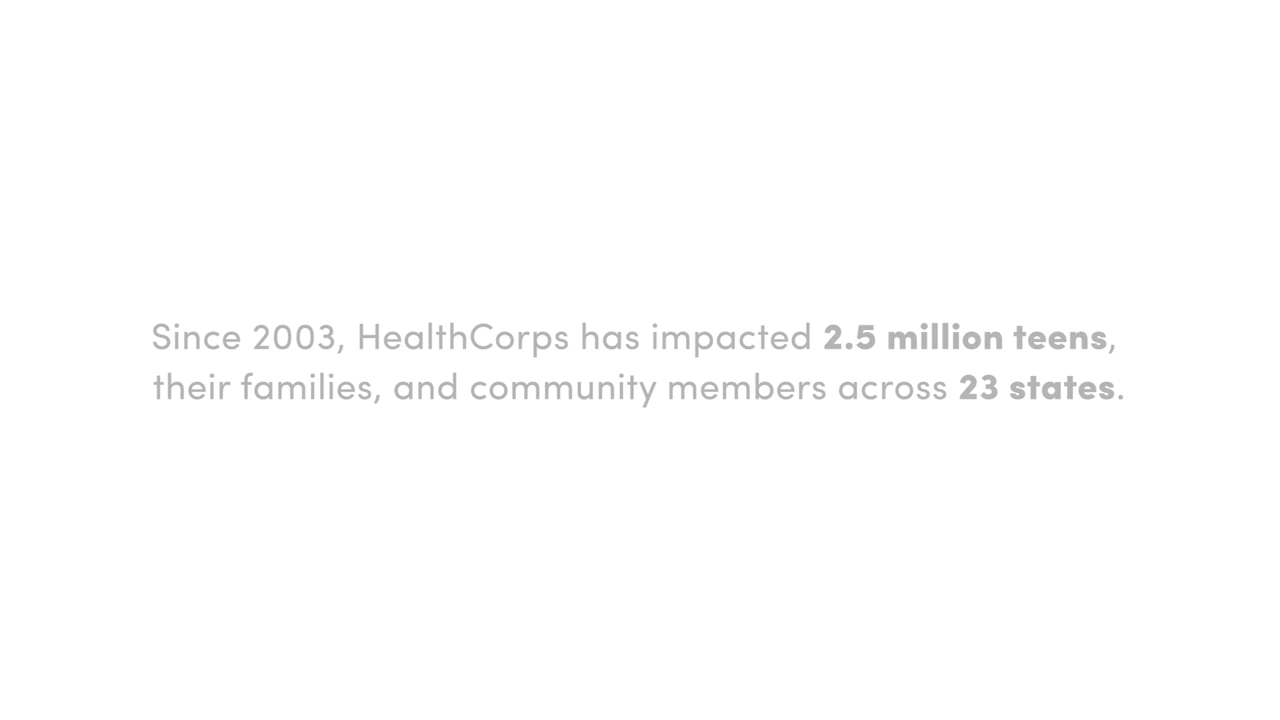 Since 2003, HealthCorps has impacted 2.5 million teens,
their families, and community members across 23 states.